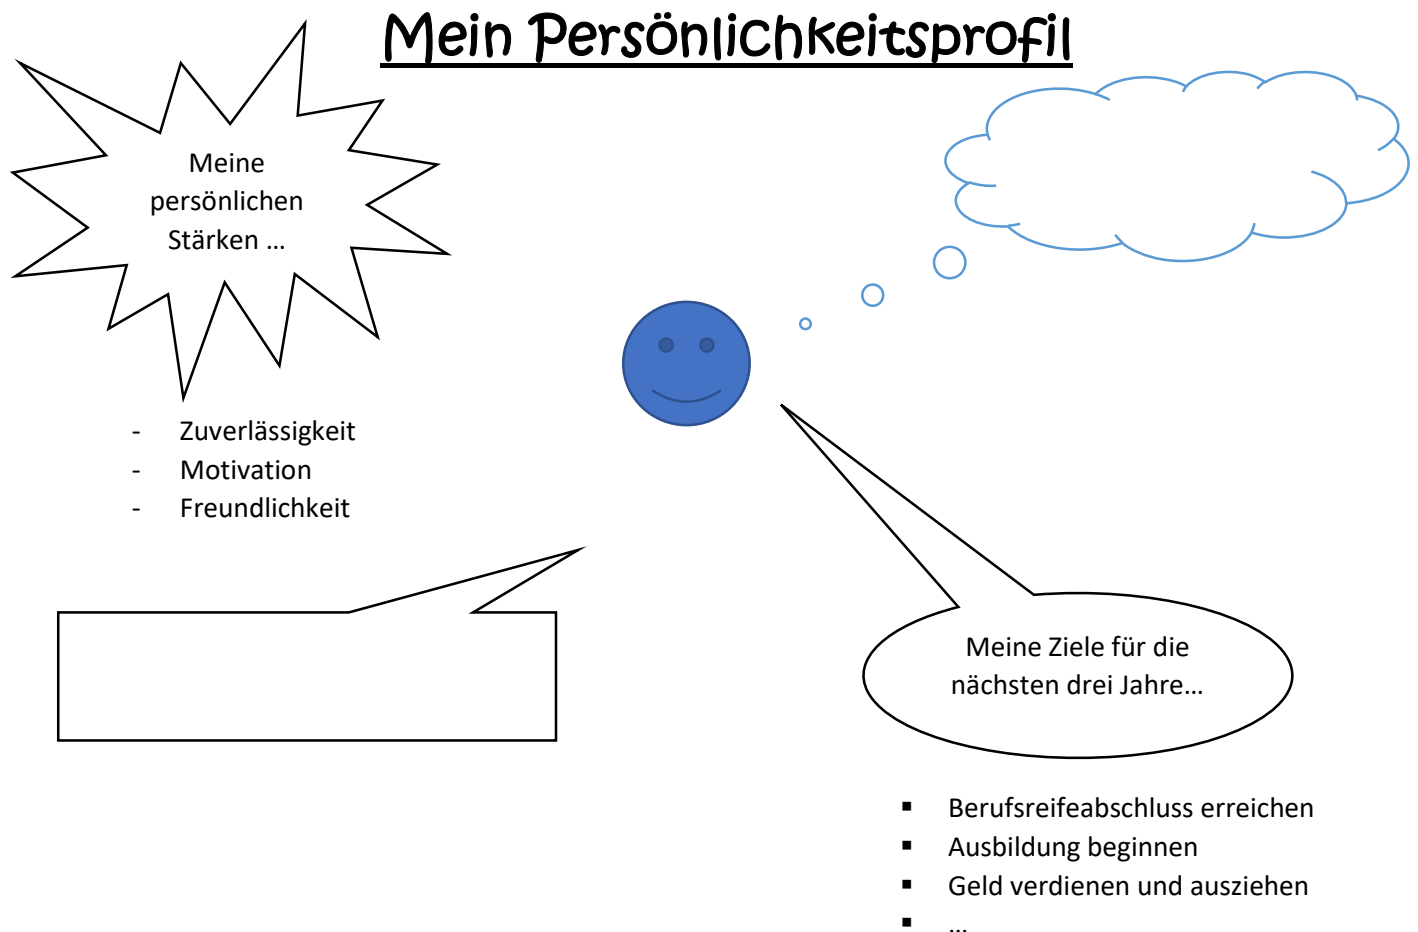 Mein Persönlichkeitsprofil
Meine
persönlichen
Stärken …
- Zuverlässigkeit
- Motivation
- Freundlichkeit
Meine Ziele für die
nächsten drei Jahre…
▪ Berufsreifeabschluss erreichen
▪ Ausbildung beginnen
▪ Geld verdienen und ausziehen
▪ …